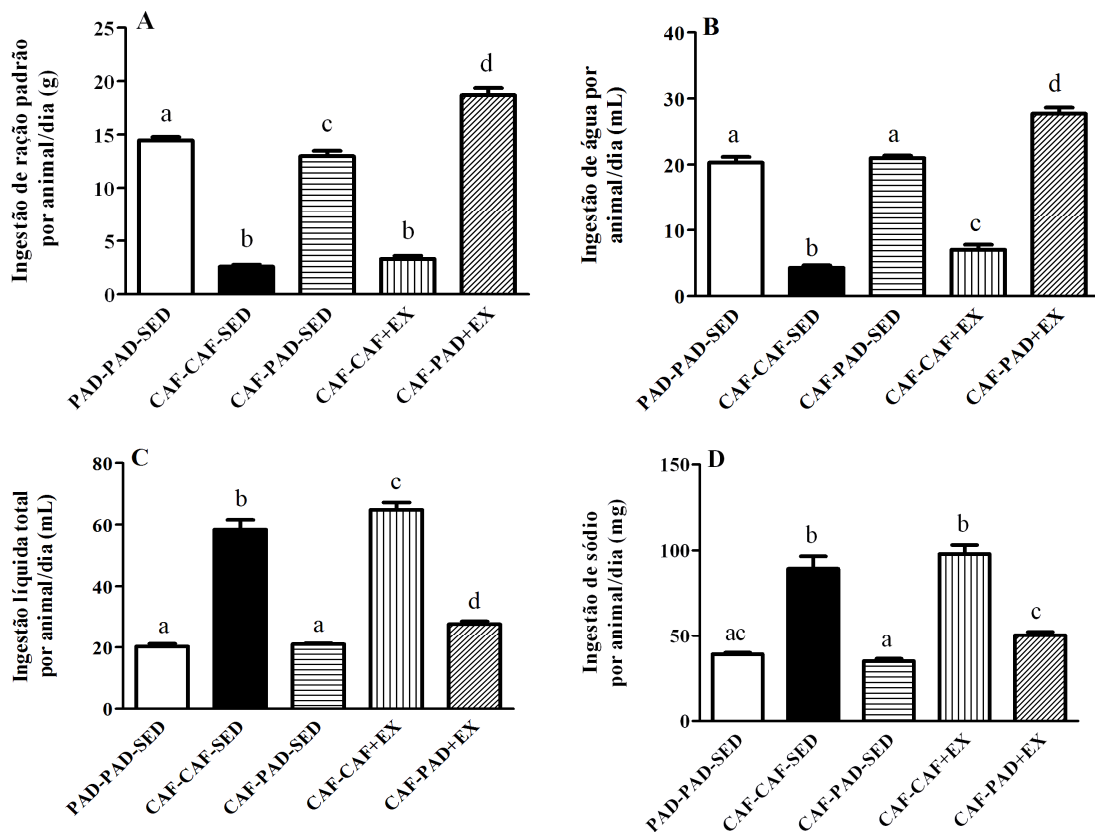 A
Ingestão de ração padrão
por animal/dia (g)
25
20
15
10
5
0
a
b
c
b
d
PAD-PAD-SED
CAF-CAF-SED
CAF-PAD-SED
CAF-CAF+EX
CAF-PAD+EX
B
Ingestão de água por
animal/dia (mL)
40
30
20
10
0
a
b
a
c
d
PAD-PAD-SED
CAF-CAF-SED
CAF-PAD-SED
CAF-CAF+EX
CAF-PAD+EX
C
Ingestão líquida total
por animal/dia (mL)
80
60
40
20
0
a
b
a
c
d
PAD-PAD-SED
CAF-CAF-SED
CAF-PAD-SED
CAF-CAF+EX
CAF-PAD+EX
D
Ingestão de sódio
por animal/dia (mg)
150
100
50
0
ac
b
a
b
c
PAD-PAD-SED
CAF-CAF-SED
CAF-PAD-SED
CAF-CAF+EX
CAF-PAD+EX